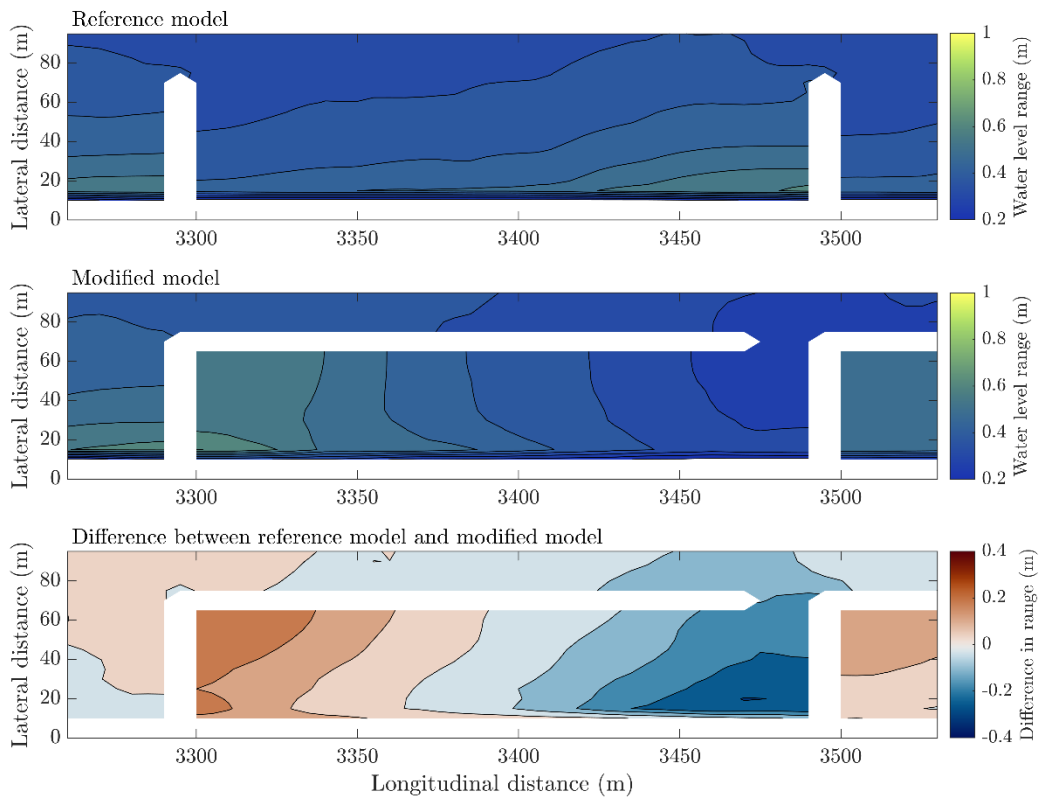 Reference model
Lateral distance (m)
80
60
40
20
0
3300 3350 3400 3450 3500
1
0.8
0.6
0.4
0.2
Water level range (m)
Modified model
Lateral distance (m)
80
60
40
20
0
3300 3350 3400 3450 3500
1
0.8
0.6
0.4
0.2
Water level range (m)
Difference between reference model and modified model
Lateral distance (m)
80
60
40
20
0
3300 3350 3400 3450 3500
Longitudinal distance (m)
0.4
0.2
0
-0.2
-0.4
Difference in range (m)